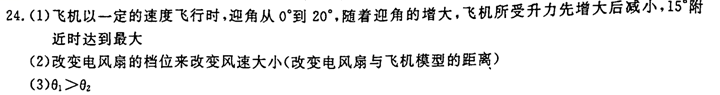 24.(1)飞机以一定的速度飞行时,迎角从 0°到 20°,随着迎角的增大,飞机所受升力先增大后减小,15°附
近时达到最大
(2)改变电风扇的档位来改变风速大小(改变电风扇与飞机模型的距离)
(3)θ₁>θ₂